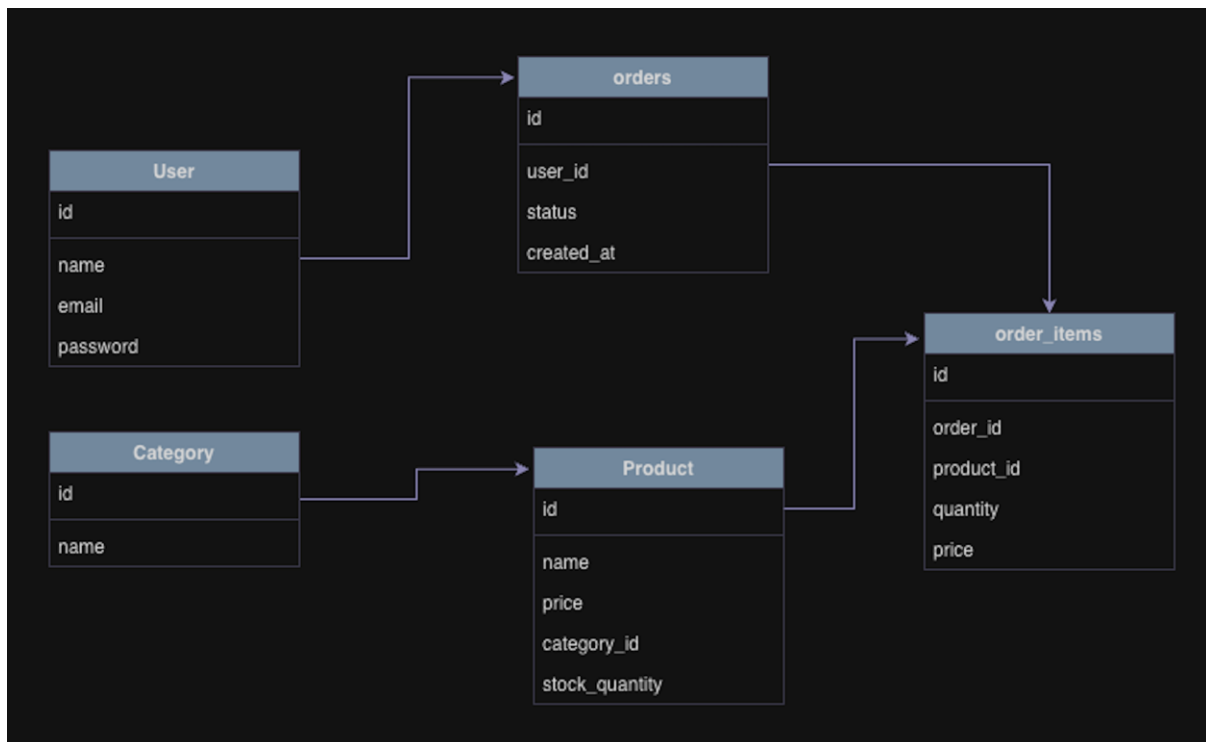 orders
id
user_id
status
created_at
User
id
name
email
password
order_items
id
order_id
product_id
quantity
price
Category
id
name
Product
id
name
price
category_id
stock_quantity